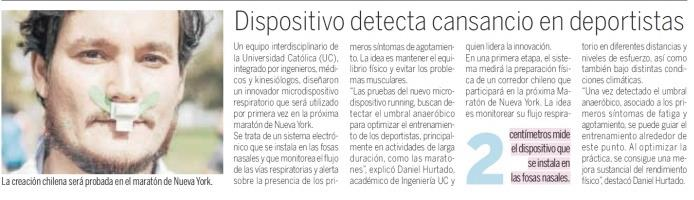 Dispositivo detecta cansancio en deportistas
La creación chilena será probada en el maratón de Nueva York.
Un equipo interdisciplinario de
la Universidad Católica (UC),
integrado por ingenieros, médi-
cos y kinesiólogos, diseñaron
un innovador microdispositivo
respiratorio que será utilizado
por primera vez en la próxima
maratón de Nueva York.
Se trata de un sistema electróni-
co que se instala en las fosas
nasales y que monitorea el flujo
de las vías respiratorias y alerta
sobre la presencia de los pri-
meros síntomas de agotamien-
to. La idea es mantener el equi-
librio físico y evitar los proble-
mas musculares.
"Las pruebas del nuevo micro-
dispositivo running, buscan de-
tectar el umbral anaeróbico
para optimizar el entrenamien-
to de los deportistas, principal-
mente en actividades de larga
duración, como las marato-
nes", explicó Daniel Hurtado,
académico de Ingeniería UC y
quien lidera la innovación.
En una primera etapa, el siste-
ma medirá la preparación físi-
ca de un corredor chileno que
participará en la próxima Ma-
ratón de Nueva York. La idea
es monitorear su flujo respira-
2
centímetros mide
el dispositivo que
se instala en
las fosas nasales.
torio en diferentes distancias y
niveles de esfuerzo, así como
también bajo distintas condi-
ciones climáticas.
"Una vez detectado el umbral
anaeróbico, asociado a los pri-
meros síntomas de fatiga y
agotamiento, se puede guiar el
entrenamiento alrededor de
este punto. Al optimizar la
práctica, se consigue una me-
jora sustancial del rendimiento
físico", destacó Daniel Hurtado.